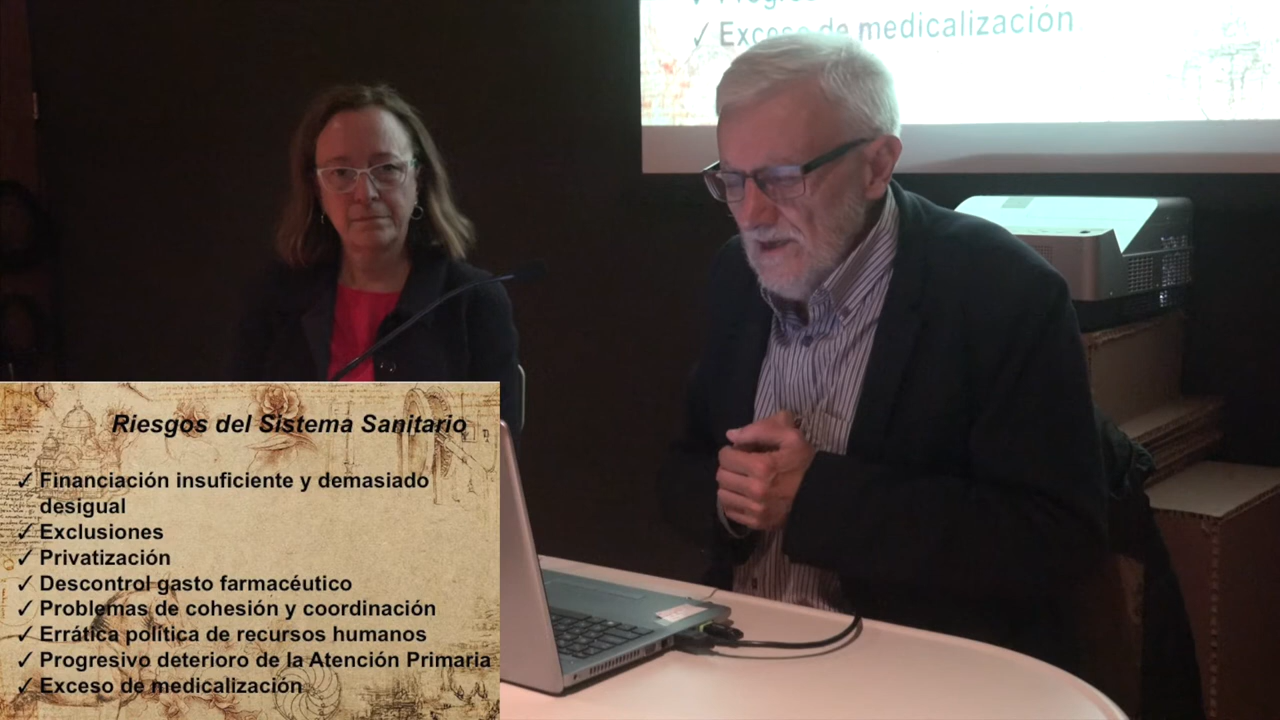 Exceso de medicalización
Riesgos del Sistema Sanitario
✓ Financiación insuficiente y demasiado
desigual
✓ Exclusiones
✓ Privatización
✓ Descontrol gasto farmacéutico
✓ Problemas de cohesión y coordinación
✓ Errática política de recursos humanos
✓ Progresivo deterioro de la Atención Primaria
✓ Exceso de medicalización